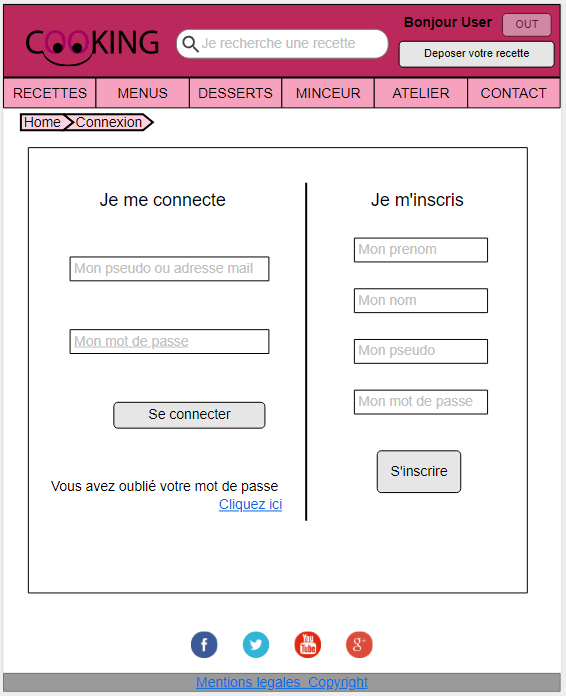 COOKING
Je recherche une recette
Bonjour User
OUT
Deposer votre recette
RECETTES
MENUS
DESSERTS
MINCEUR
ATELIER
CONTACT
Home
Connexion
Je me connecte
Mon pseudo ou adresse mail
Mon mot de passe
Se connecter
Vous avez oublié votre mot de passe
Cliquez ici
Je m'inscris
Mon prenom
Mon nom
Mon pseudo
Mon mot de passe
S'inscrire
f
You
Tube
g+
Mentions legales Copyright